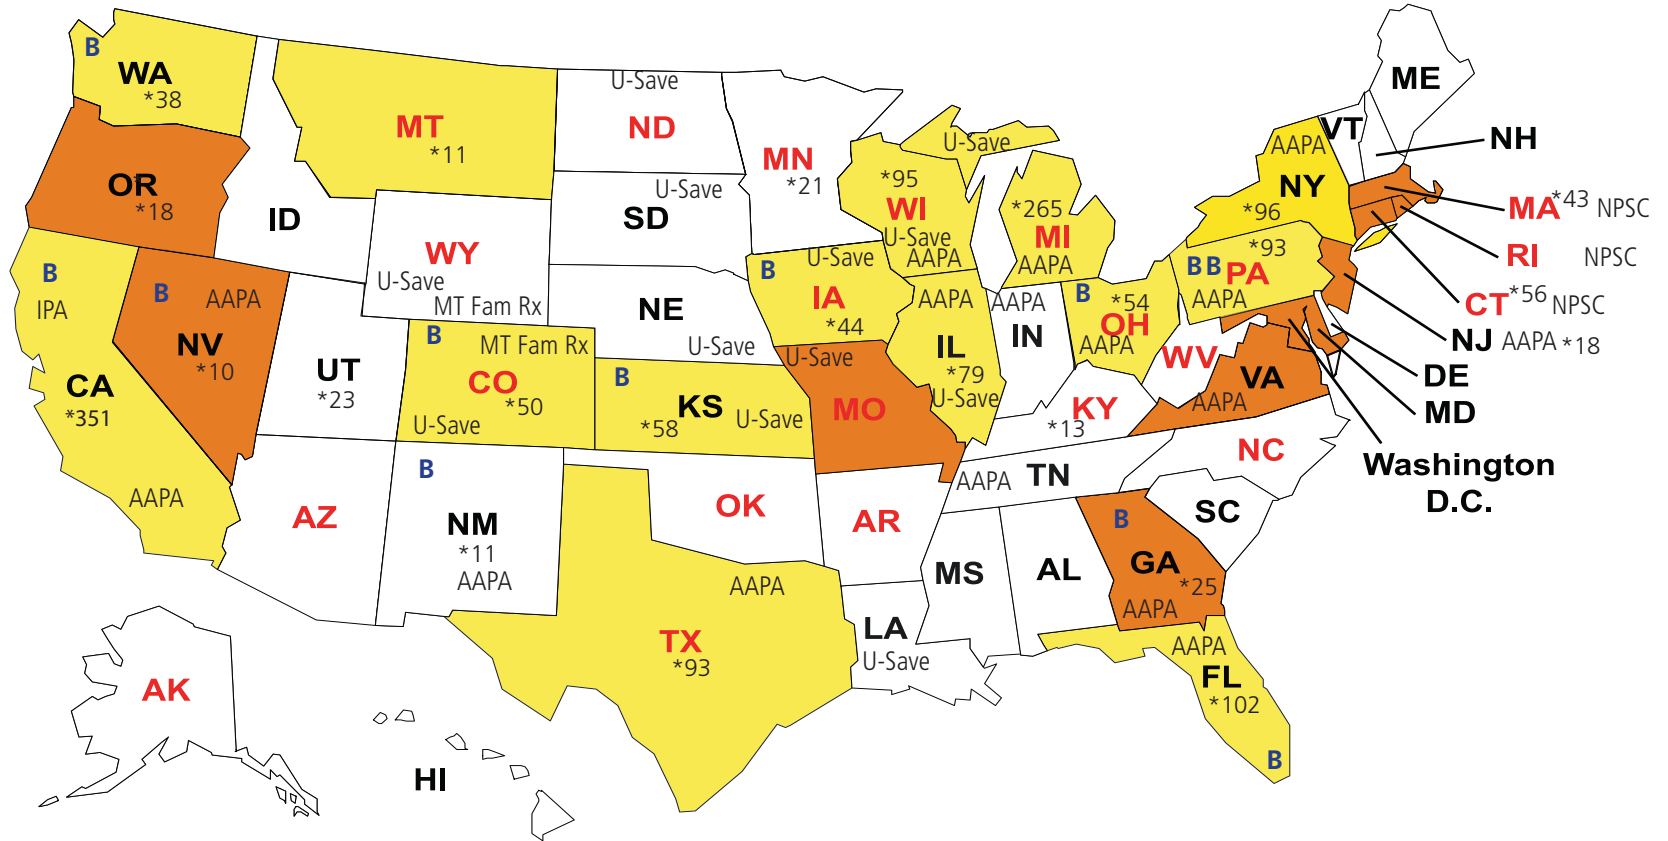 B
WA
*38
OR
*18
B
IPA
CA
*351
AAPA
B
AAPA
NV
*10
ID
MT
*11
WY
U-Save
MT Fam Rx
UT
*23
B
MT Fam Rx
CO
*50
U-Save
AZ
B
NM
*11
AAPA
U-Save
ND
U-Save
SD
NE
U-Save
B
KS
*58
U-Save
OK
AAPA
TX
*93
MN
*21
B
U-Save
IA
*44
U-Save
MO
AR
LA
U-Save
*95
WI
U-Save
AAPA
U-Save
*265
MI
AAPA
AAPA
IL
*79
U-Save
AAPA
IN
B
*54
OH
AAPA
KY
*13
AAPA
TN
MS
AL
B
GA
*25
AAPA
AAPA
FL
*102
B
SC
NC
WV
VA
AAPA
*93
B B
PA
AAPA
AAPA
NY
*96
VT
ME
NH
MA *43 NPSC
RI NPSC
CT *56 NPSC
NJ AAPA *18
DE
MD
Washington
D.C.
AK
HI